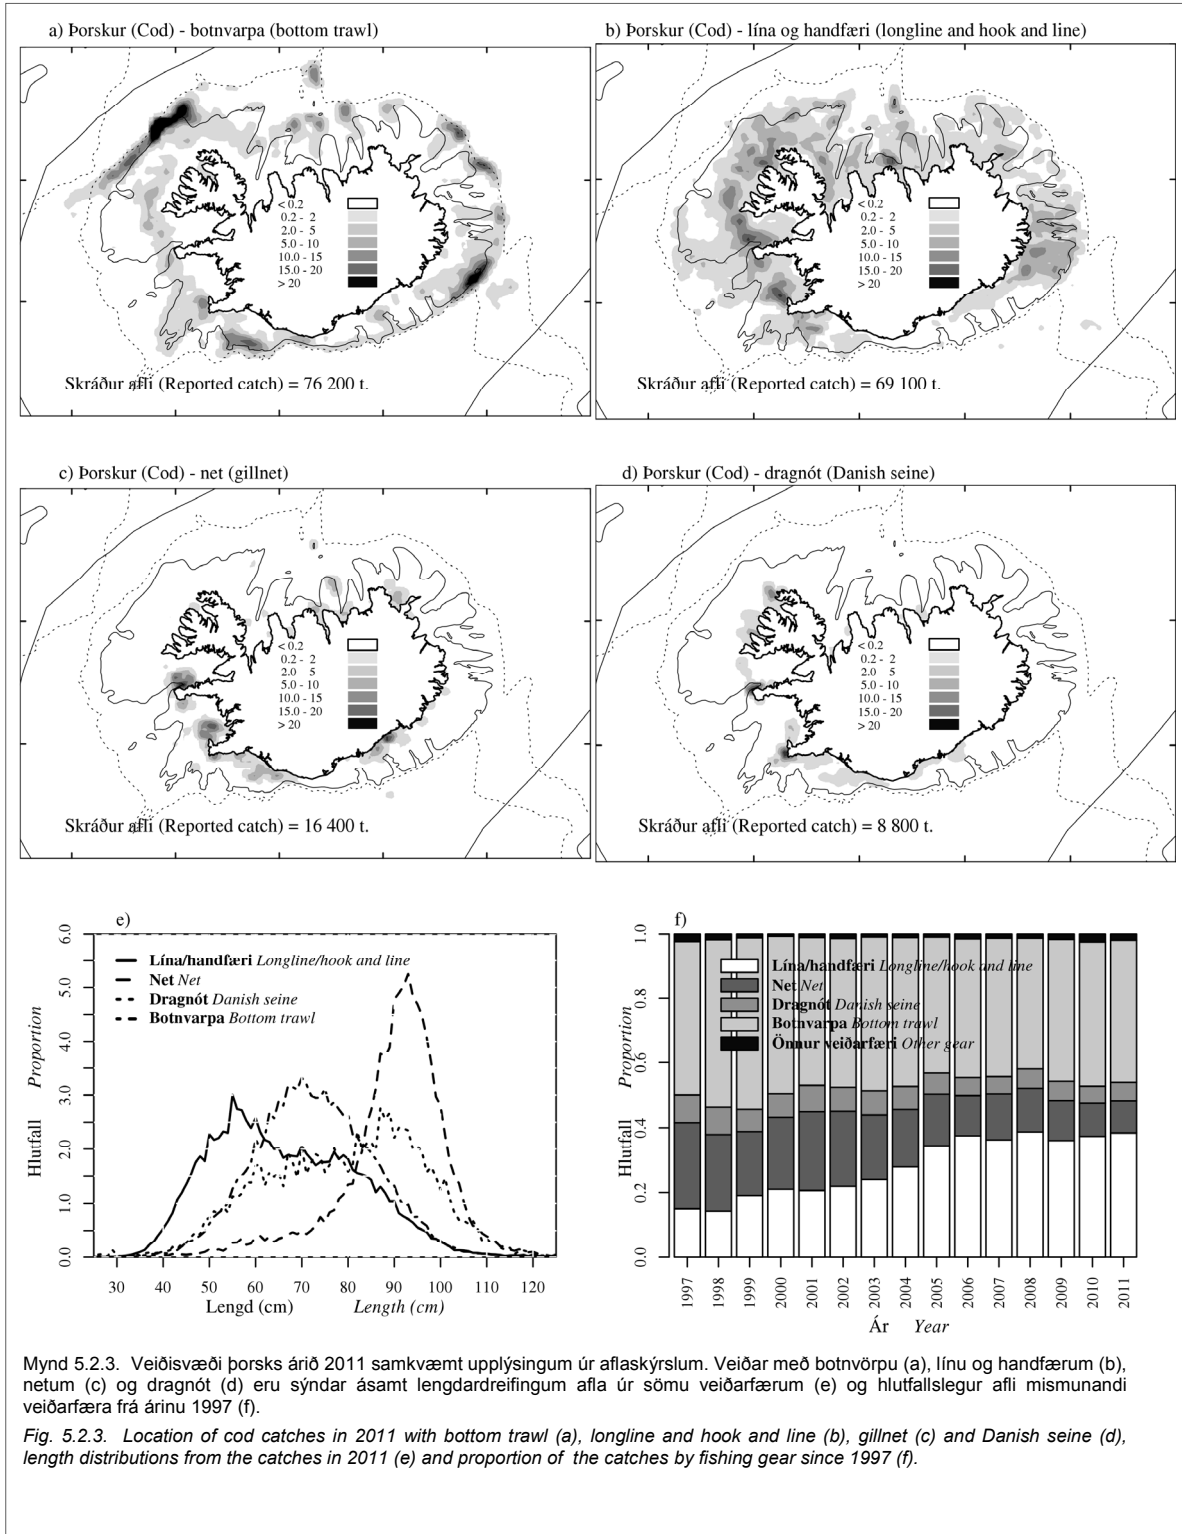 a) Þorskur (Cod) - botnvarpa (bottom trawl)
< 0.2
0.2 - 2
2.0 - 5
5.0 - 10
10.0 - 15
15.0 - 20
> 20
Skráður afli (Reported catch) = 76 200 t.
b) Þorskur (Cod) - lína og handfæri (longline and hook and line)
< 0.2
0.2 - 2
2.0 - 5
5.0 - 10
10.0 - 15
15.0 - 20
> 20
Skráður afli (Reported catch) = 69 100 t.
c) Þorskur (Cod) - net (gillnet)
< 0.2
0.2 - 2
2.0 5
5.0 - 10
10.0 - 15
15.0 - 20
> 20
Skráður afli (Reported catch) = 16 400 t.
d) Þorskur (Cod) - dragnót (Danish seine)
< 0.2
0.2 - 2
2.0 5
5.0 - 10
10.0 - 15
15.0 - 20
> 20
Skráður afli (Reported catch) = 8 800 t.
e)
Hlutfall Proportion
6.0
5.0
4.0
3.0
2.0
1.0
0.0
Lína/handfæri Longline/hook and line
Net Net
Dragnót Danish seine
Botnvarpa Bottom trawl
30 40 50 60 70 80 90 100 110 120
Lengd (cm) Length (cm)
f)
Hlutfall Proportion
1.0
0.8
0.6
0.4
0.2
0.0
Lína/handfæri Longline/hook and line
Net Net
Dragnót Danish seine
Botnvarpa Bottom trawl
Önnur veiðarfæri Other gear
1997 1998 1999 2000 2001 2002 2003 2004 2005 2006 2007 2008 2009 2010 2011
Ár Year
Mynd 5.2.3. Veiðisvæði þorsks árið 2011 samkvæmt upplýsingum úr aflaskýrslum. Veiðar með botnvörpu (a), línu og handfærum (b),
netum (c) og dragnót (d) eru sýndar ásamt lengdardreifingum afla úr sömu veiðarfærum (e) og hlutfallslegur afli mismunandi
veiðarfæra frá árinu 1997 (f).
Fig. 5.2.3. Location of cod catches in 2011 with bottom trawl (a), longline and hook and line (b), gillnet (c) and Danish seine (d),
length distributions from the catches in 2011 (e) and proportion of the catches by fishing gear since 1997 (f).